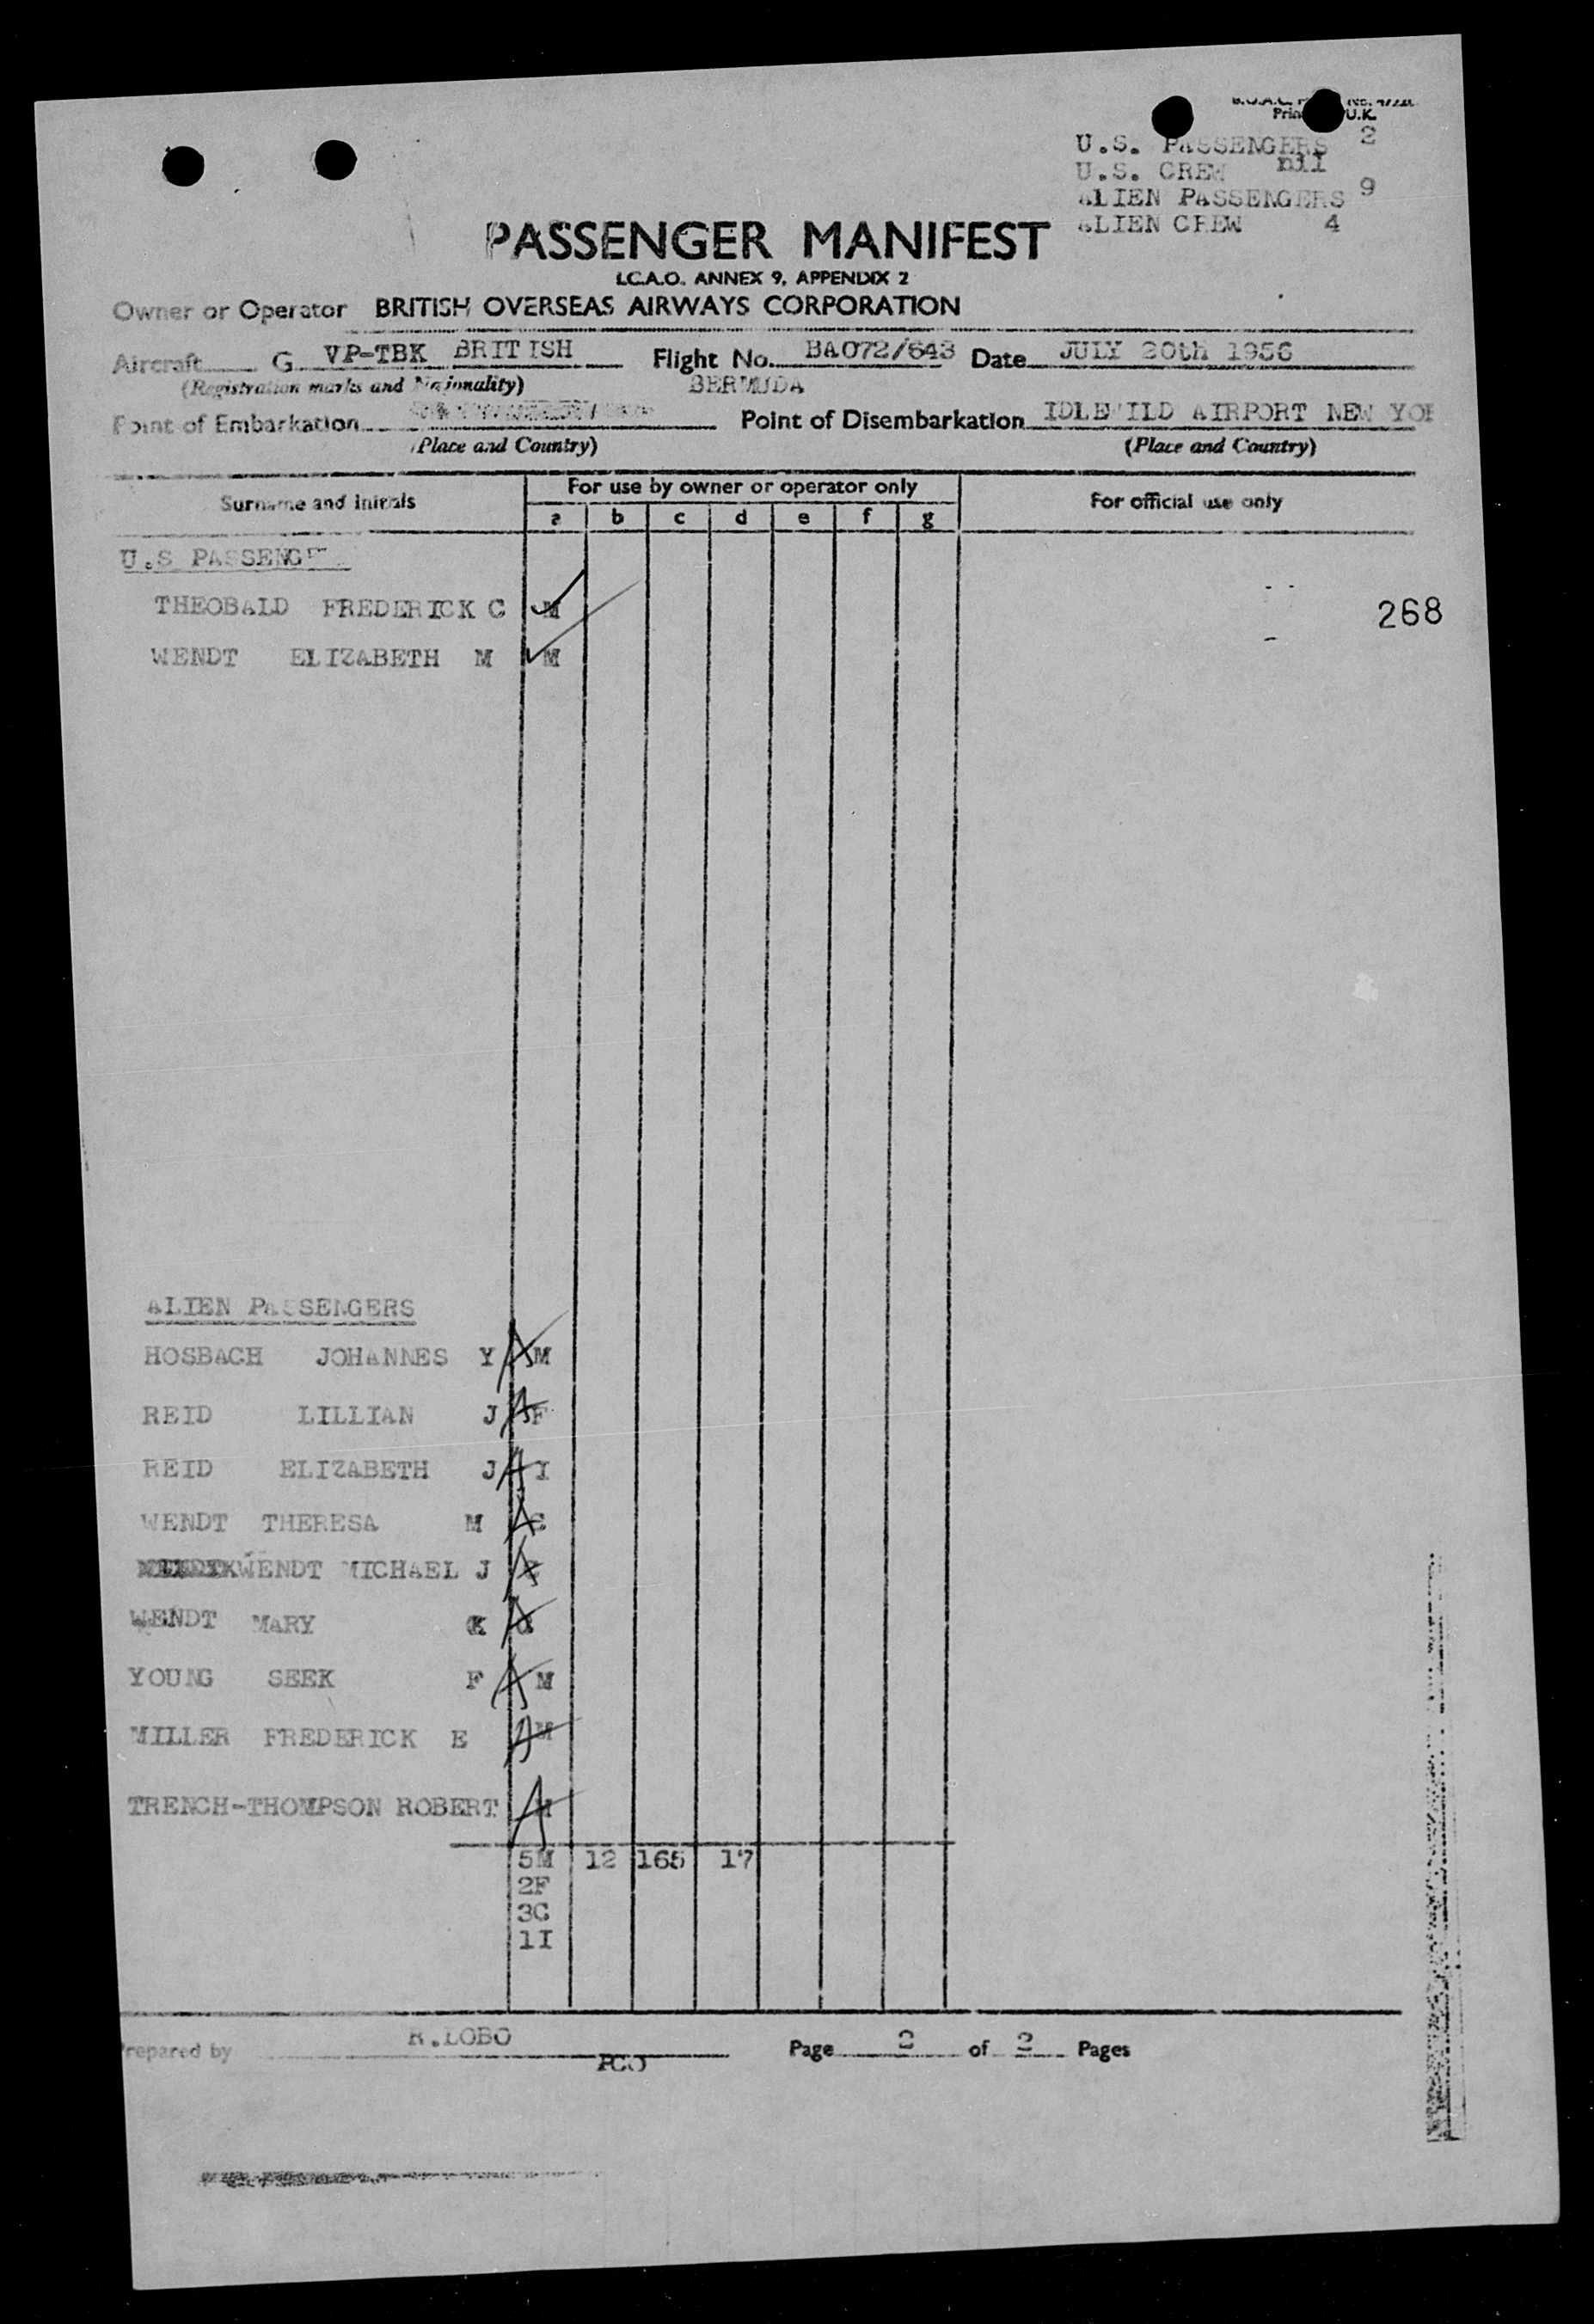 U.K.
U.S. PASSENGERS 2
U.S. CREW nil
ALIEN PASSENGERS 9
ALIEN CREW 4
PASSENGER MANIFEST
I.C.A.O. ANNEX 9, APPENDIX 2
Owner or Operator BRITISH OVERSEAS AIRWAYS CORPORATION
Aircraft G VP-TBK BRITISH Flight No. BA072/643 Date JULY 20th 1956
(Registration marks and Nationality) BERMUDA
Point of Embarkation Point of Disembarkation IDLEWILD AIRPORT NEW YOR
(Place and Country) (Place and Country)
Surname and Initials For use by owner or operator only For official use only
a b c d e f g
U.S PASSENGE
THEOBALD FREDERICK C M 268
WENDT ELIZABETH M M
ALIEN PASSENGERS
HOSBACH JOHANNES Y A M
REID LILLIAN J A F
REID ELIZABETH J A I
WENDT THERESA M A C
WENDT MICHAEL J A
WENDT MARY K A
YOUNG SEEK F A M
MILLER FREDERICK E A M
TRENCH-THOMPSON ROBERT A M
5M 12 165 17
2F
3C
1I
Prepared by R.LOBO Page 2 of 2 Pages
PCO